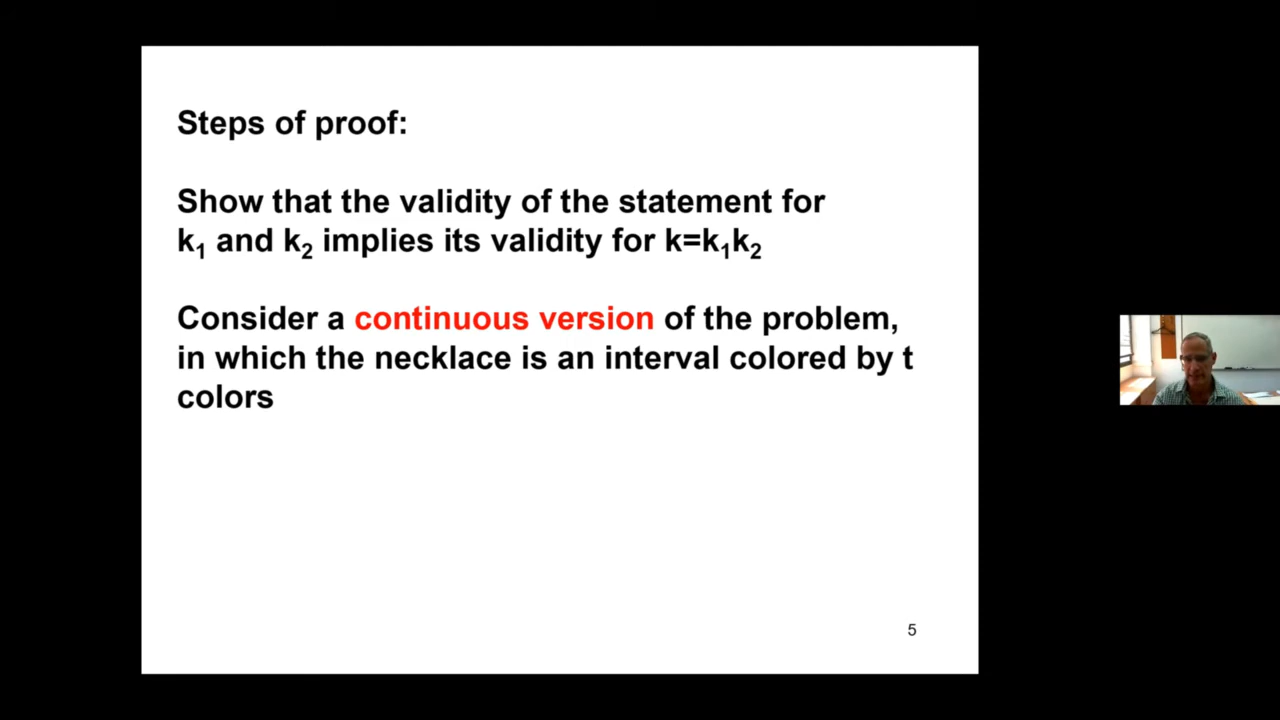 Steps of proof:
Show that the validity of the statement for
k₁ and k₂ implies its validity for k=k₁k₂
Consider a continuous version of the problem,
in which the necklace is an interval colored by t
colors
5